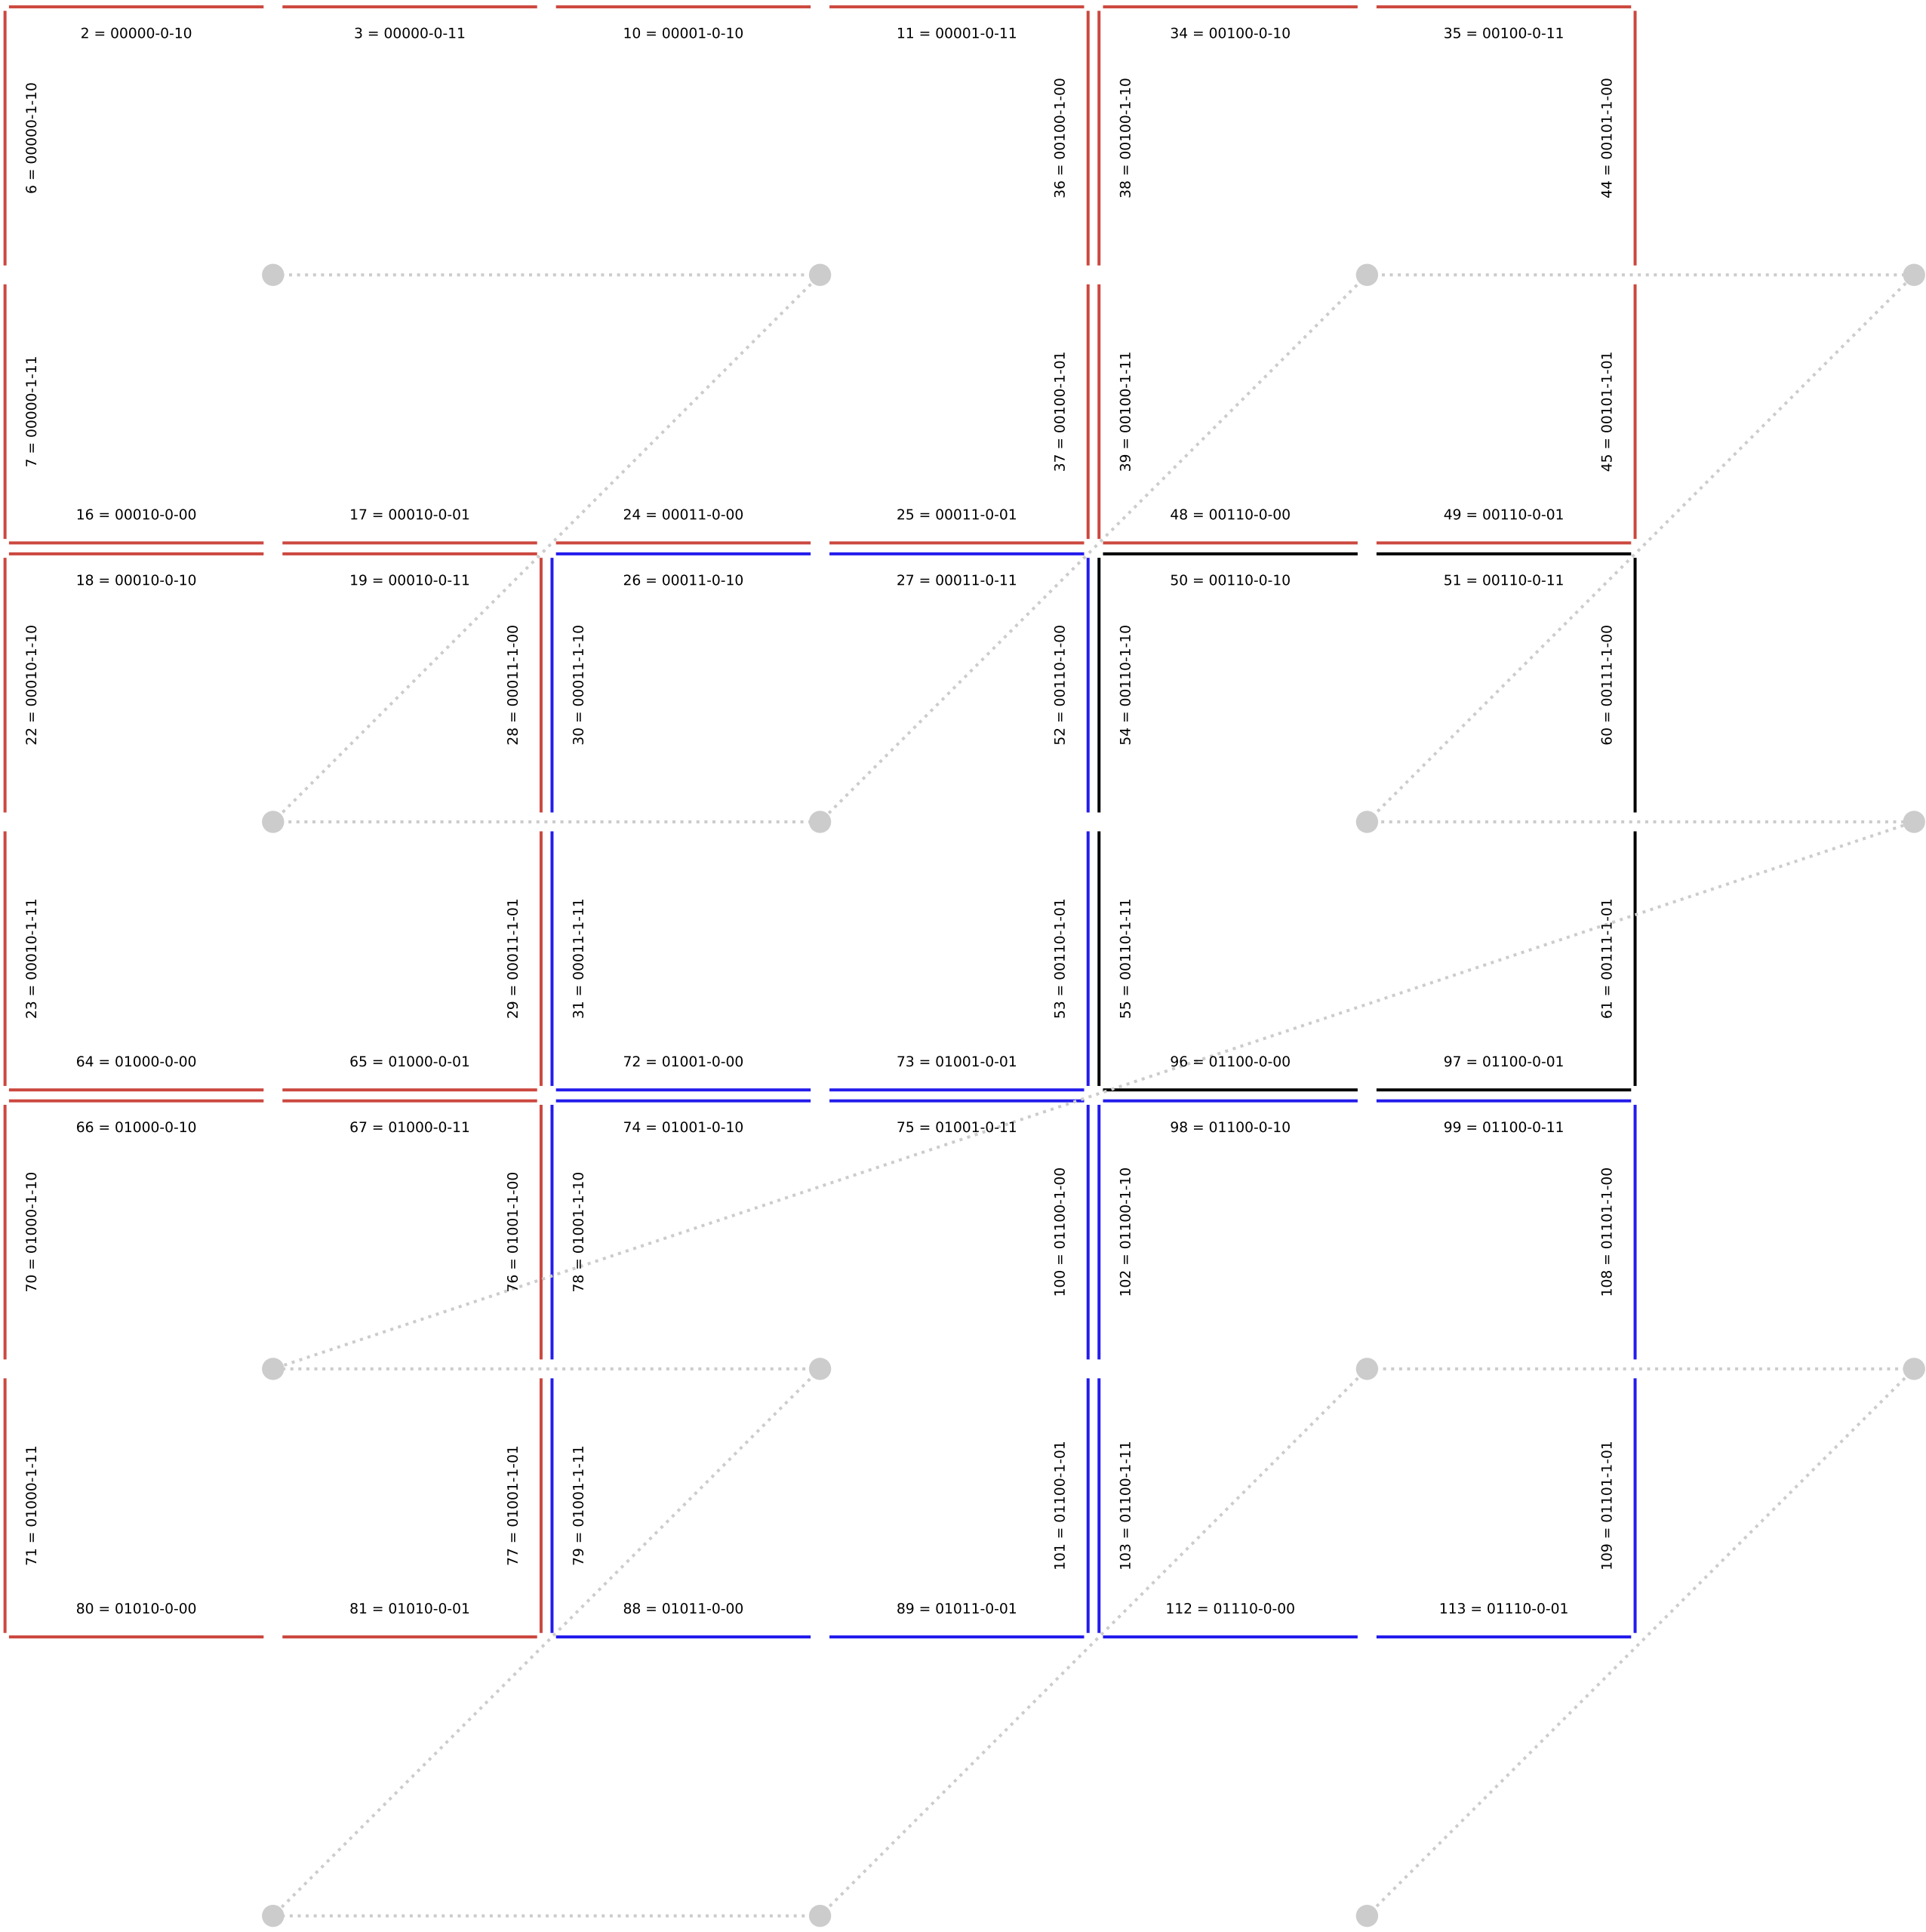 2 = 00000-0-10
3 = 00000-0-11
10 = 00001-0-10
11 = 00001-0-11
34 = 00100-0-10
35 = 00100-0-11
6 = 00000-1-10
36 = 00100-1-00
38 = 00100-1-10
44 = 00101-1-00
7 = 00000-1-11
37 = 00100-1-01
39 = 00100-1-11
45 = 00101-1-01
16 = 00010-0-00
17 = 00010-0-01
24 = 00011-0-00
25 = 00011-0-01
48 = 00110-0-00
49 = 00110-0-01
18 = 00010-0-10
19 = 00010-0-11
26 = 00011-0-10
27 = 00011-0-11
50 = 00110-0-10
51 = 00110-0-11
22 = 00010-1-10
28 = 00011-1-00
30 = 00011-1-10
52 = 00110-1-00
54 = 00110-1-10
60 = 00111-1-00
23 = 00010-1-11
29 = 00011-1-01
31 = 00011-1-11
53 = 00110-1-01
55 = 00110-1-11
61 = 00111-1-01
64 = 01000-0-00
65 = 01000-0-01
72 = 01001-0-00
73 = 01001-0-01
96 = 01100-0-00
97 = 01100-0-01
66 = 01000-0-10
67 = 01000-0-11
74 = 01001-0-10
75 = 01001-0-11
98 = 01100-0-10
99 = 01100-0-11
70 = 01000-1-10
76 = 01001-1-00
78 = 01001-1-10
100 = 01100-1-00
102 = 01100-1-10
108 = 01101-1-00
71 = 01000-1-11
77 = 01001-1-01
79 = 01001-1-11
101 = 01100-1-01
103 = 01100-1-11
109 = 01101-1-01
80 = 01010-0-00
81 = 01010-0-01
88 = 01011-0-00
89 = 01011-0-01
112 = 01110-0-00
113 = 01110-0-01